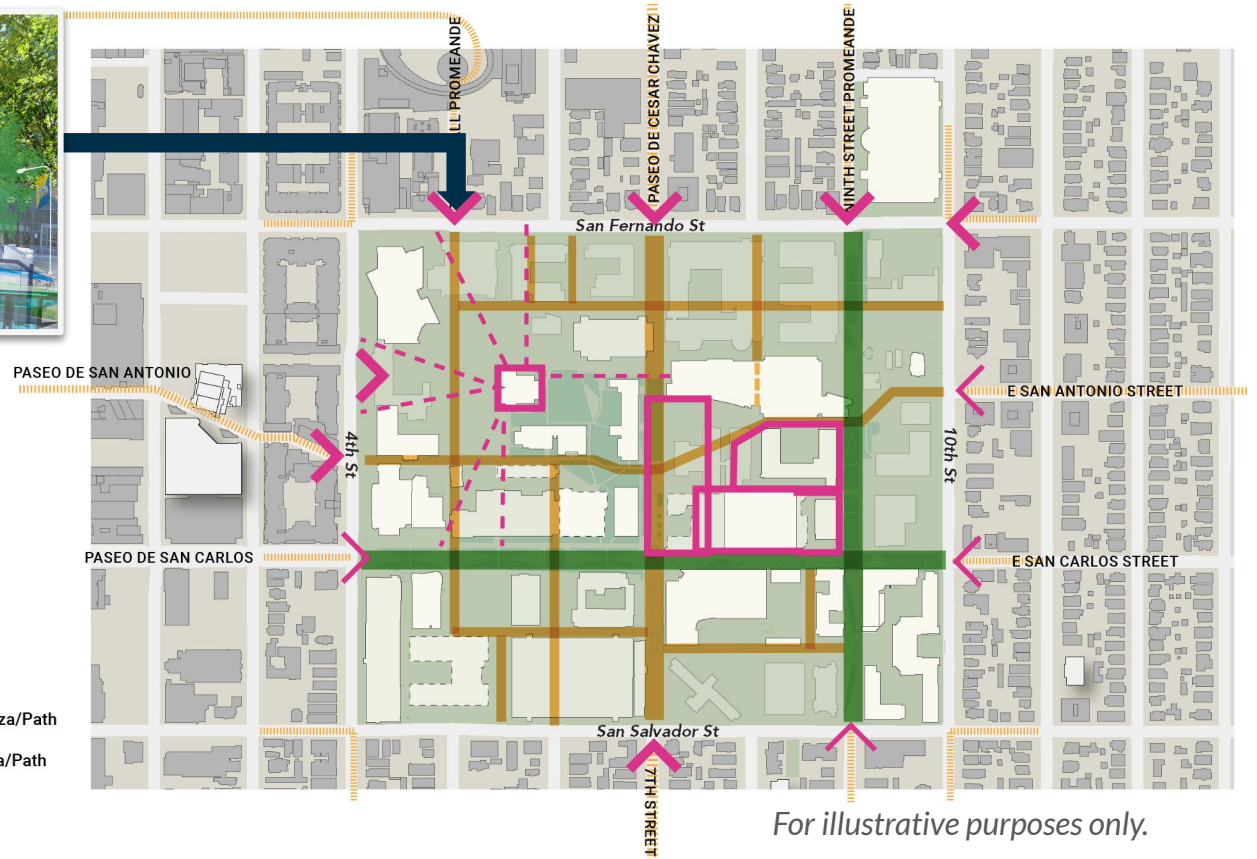 ALL PROMEANDE
PASEO DE CESAR CHAVEZ
NINTH STREET PROMEANDE
San Fernando St
PASEO DE SAN ANTONIO
E SAN ANTONIO STREET
4th St
10th St
PASEO DE SAN CARLOS
E SAN CARLOS STREET
za/Path
a/Path
San Salvador St
7TH STREET
For illustrative purposes only.